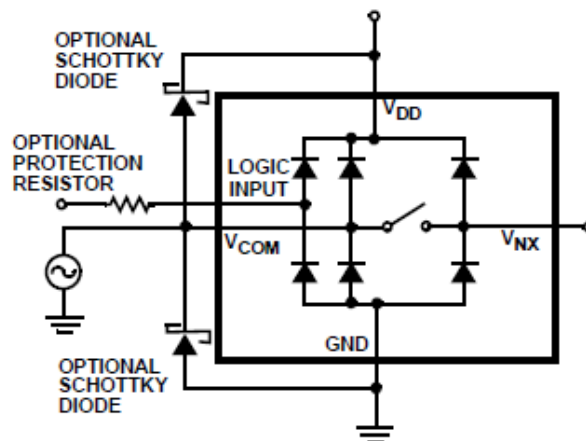 OPTIONAL
SCHOTTKY
DIODE
VDD
OPTIONAL
PROTECTION
RESISTOR
LOGIC
INPUT
VCOM
VNX
GND
OPTIONAL
SCHOTTKY
DIODE